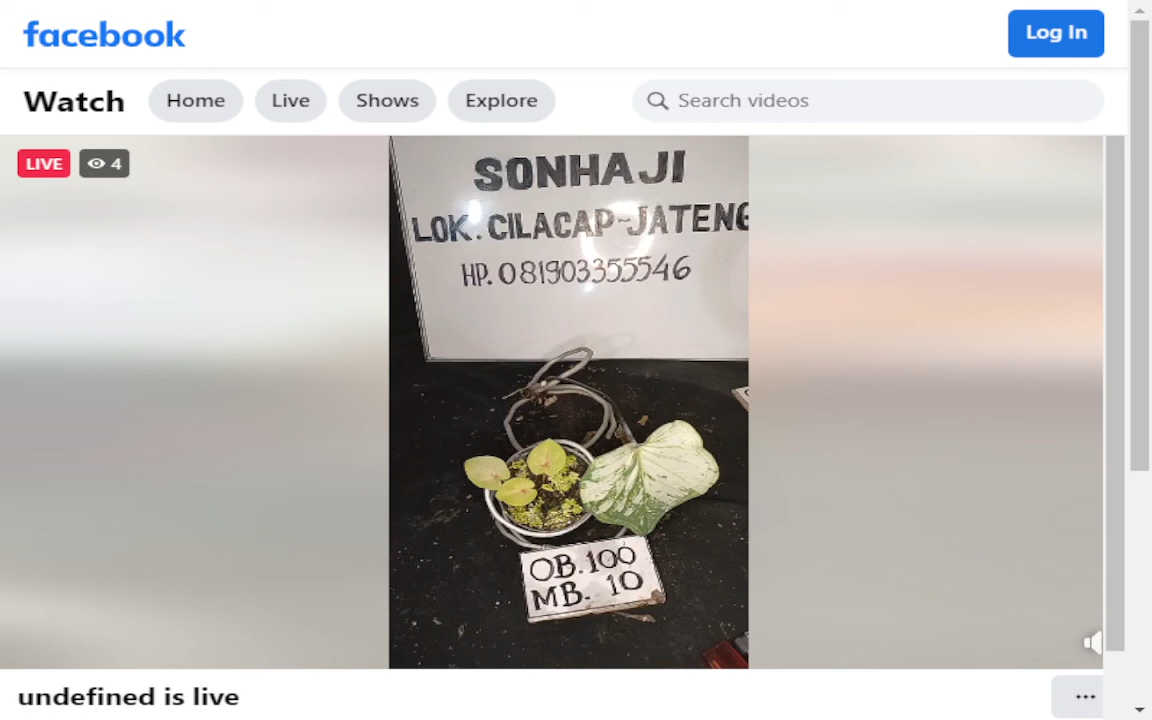 facebook
Log In
Watch
Home
Live
Shows
Explore
Search videos
LIVE
4
SONHAJI
LOK. CILACAP-JATENG
HP. 081903355546
OB. 100
MB. 10
undefined is live